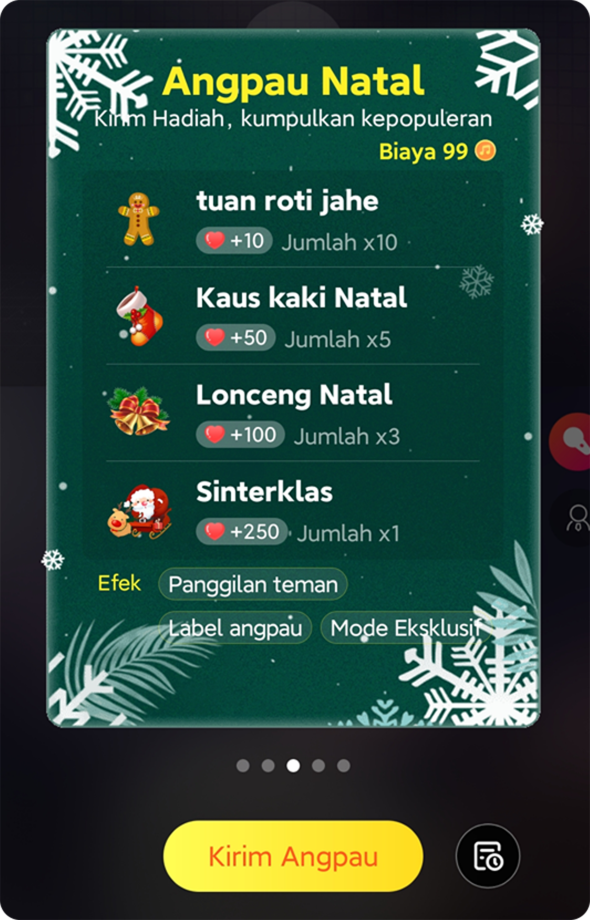 Angpau Natal
Kirim Hadiah, kumpulkan kepopuleran
Biaya 99
tuan roti jahe
+10 Jumlah x10
Kaus kaki Natal
+50 Jumlah x5
Lonceng Natal
+100 Jumlah x3
Sinterklas
+250 Jumlah x1
Efek Panggilan teman
Label angpau Mode Eksklusif
Kirim Angpau